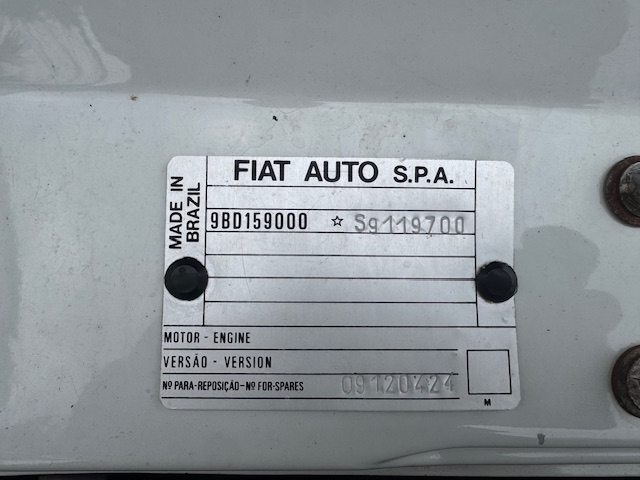 FIAT AUTO S.P.A.
MADE IN
BRAZIL
9BD159000 ☆ S9119700
MOTOR - ENGINE
VERSÃO - VERSION
Nº PARA-REPOSIÇÃO-Nº FOR-SPARES 09120424
M